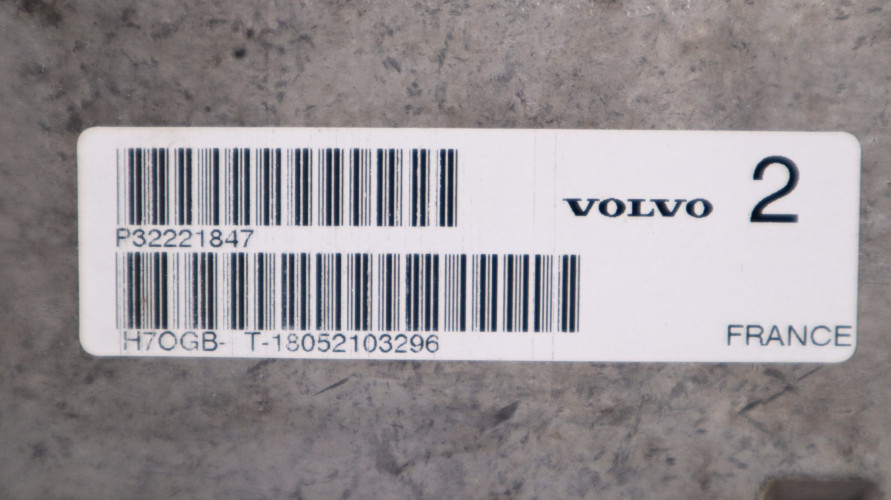 P32221847
VOLVO 2
H7OGB- T-18052103296
FRANCE